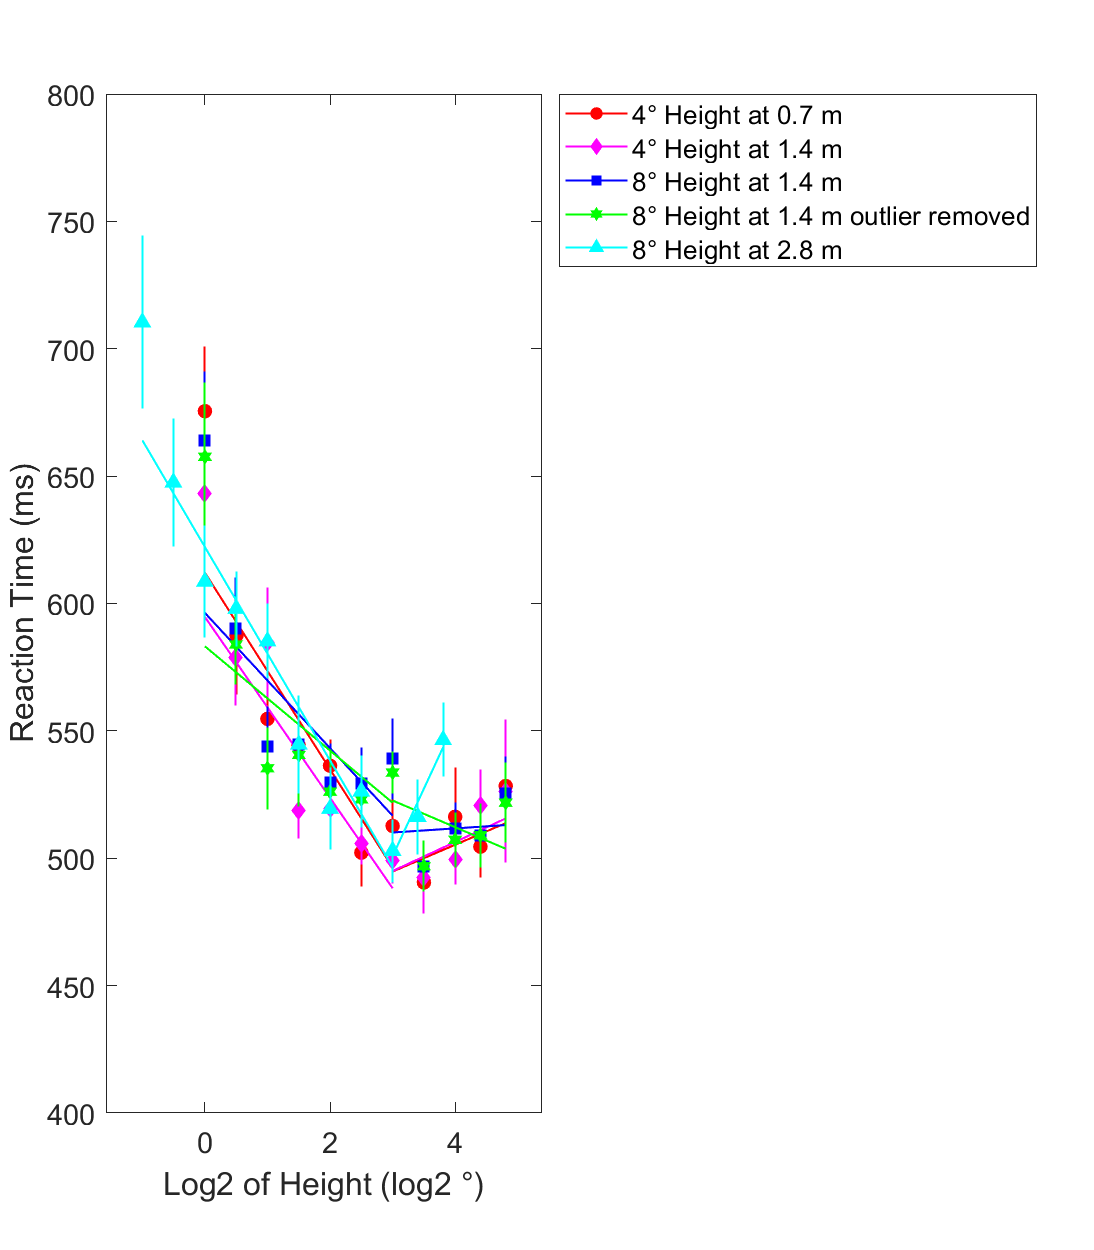 800
750
700
650
600
550
500
450
400
Reaction Time (ms)
0 2 4
Log2 of Height (log2 °)
4° Height at 0.7 m
4° Height at 1.4 m
8° Height at 1.4 m
8° Height at 1.4 m outlier removed
8° Height at 2.8 m